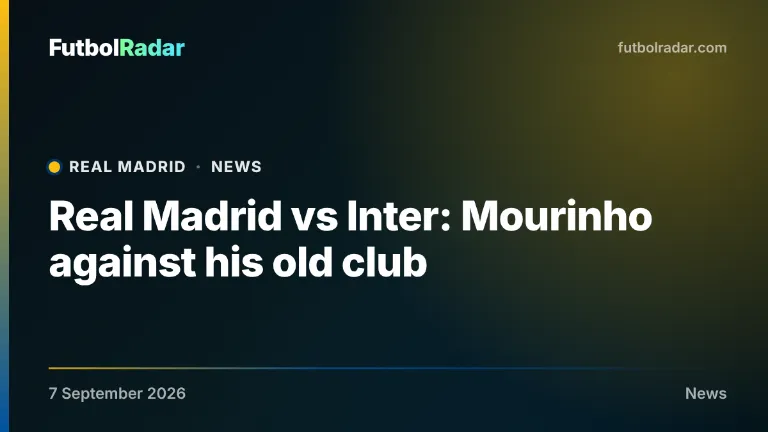 FutbolRadar
futbolradar.com
REAL MADRID · NEWS
Real Madrid vs Inter: Mourinho
against his old club
7 September 2026
News